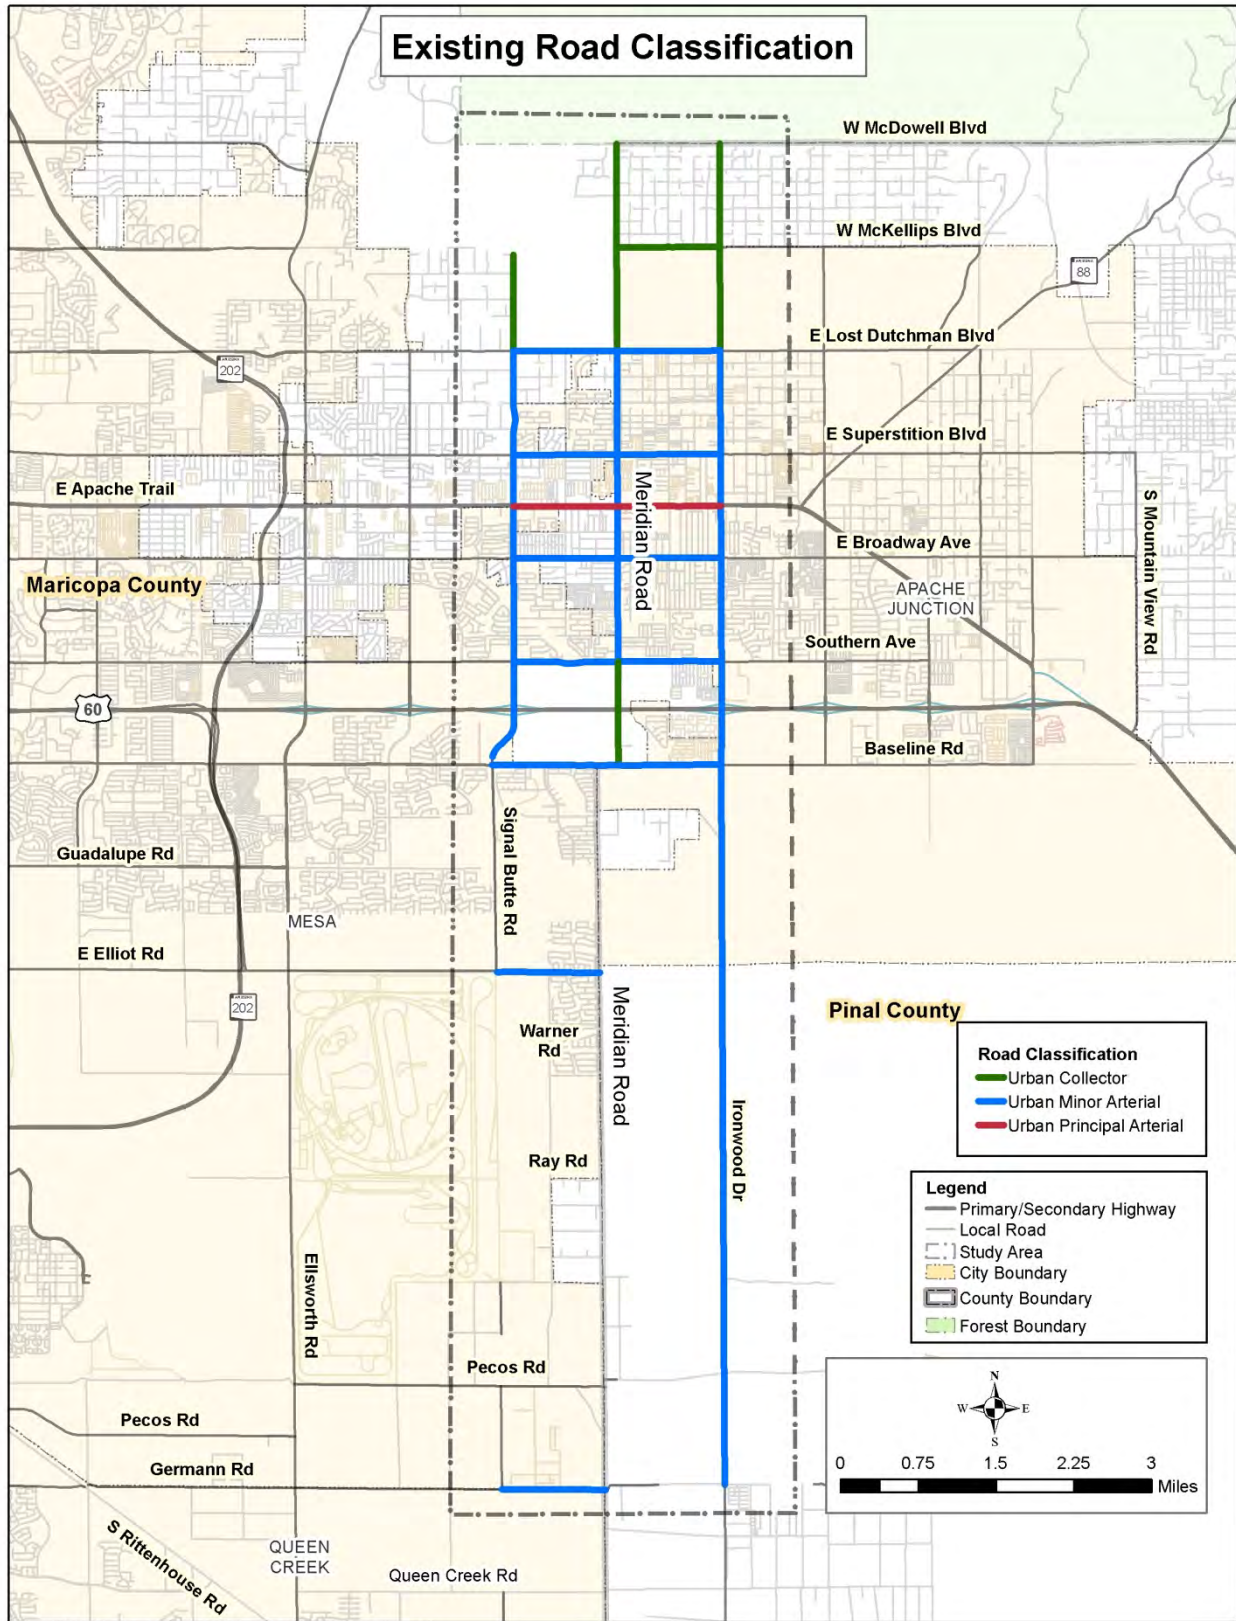 Existing Road Classification
W McDowell Blvd
W McKellips Blvd
88
E Lost Dutchman Blvd
202
E Superstition Blvd
E Apache Trail
Meridian Road
S Mountain View Rd
E Broadway Ave
Maricopa County
APACHE
JUNCTION
Southern Ave
60
Baseline Rd
Signal Butte Rd
Guadalupe Rd
MESA
E Elliot Rd
202
Meridian Road
Pinal County
Warner
Rd
Road Classification
Urban Collector
Urban Minor Arterial
Urban Principal Arterial
Ironwood Dr
Ray Rd
Legend
Primary/Secondary Highway
Local Road
Study Area
City Boundary
County Boundary
Forest Boundary
Ellsworth Rd
Pecos Rd
N
W E
S
Pecos Rd
Germann Rd
0 0.75 1.5 2.25 3
Miles
S Rittenhouse Rd
QUEEN
CREEK
Queen Creek Rd